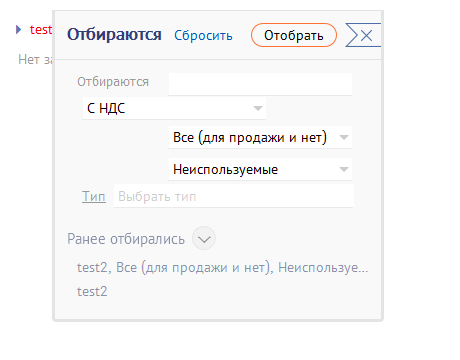 test
Отбираются Сбросить Отобрать
Нет за
Отбираются
С НДС
Все (для продажи и нет)
Неиспользуемые
Тип Выбрать тип
Ранее отбирались
test2, Все (для продажи и нет), Неиспользуе...
test2